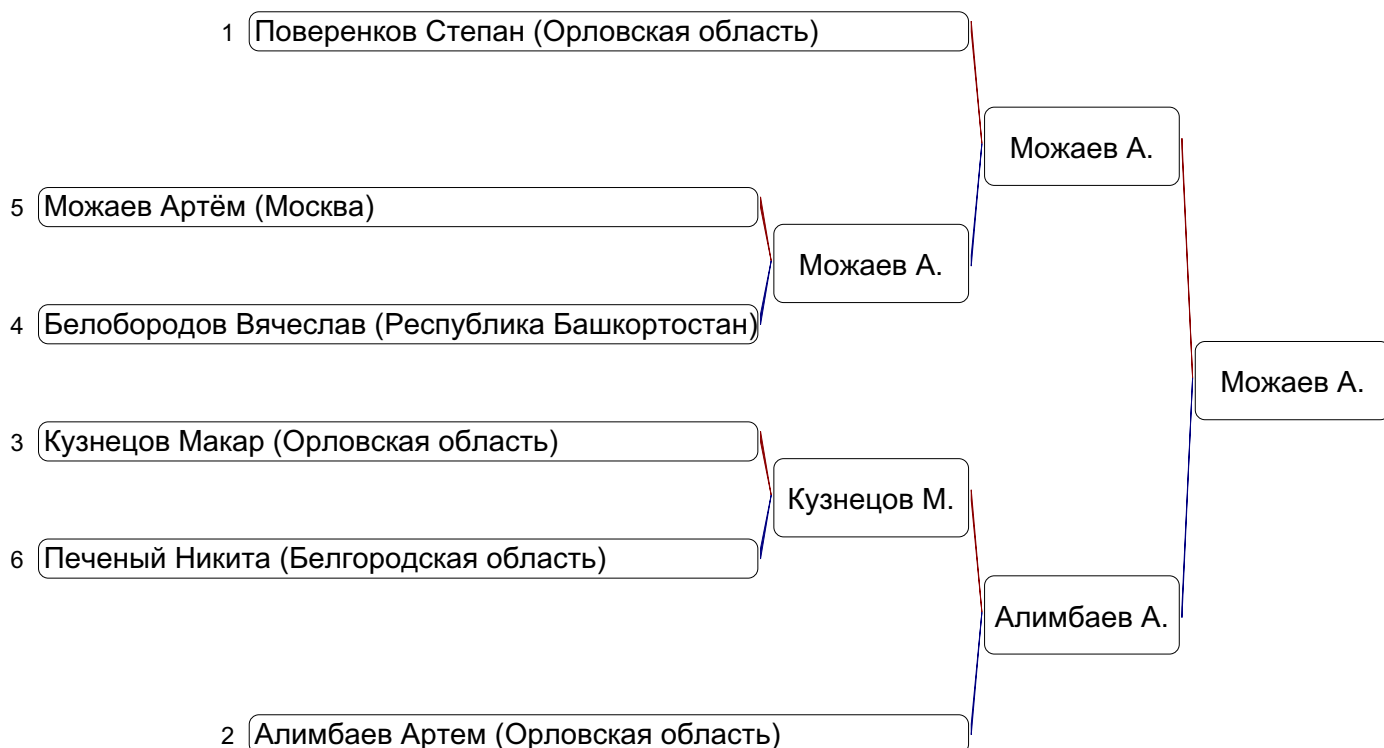 1 Поверенков Степан (Орловская область)
Можаев А.
5 Можаев Артём (Москва)
Можаев А.
4 Белобородов Вячеслав (Республика Башкортостан)
Можаев А.
3 Кузнецов Макар (Орловская область)
Кузнецов М.
6 Печеный Никита (Белгородская область)
Алимбаев А.
2 Алимбаев Артем (Орловская область)